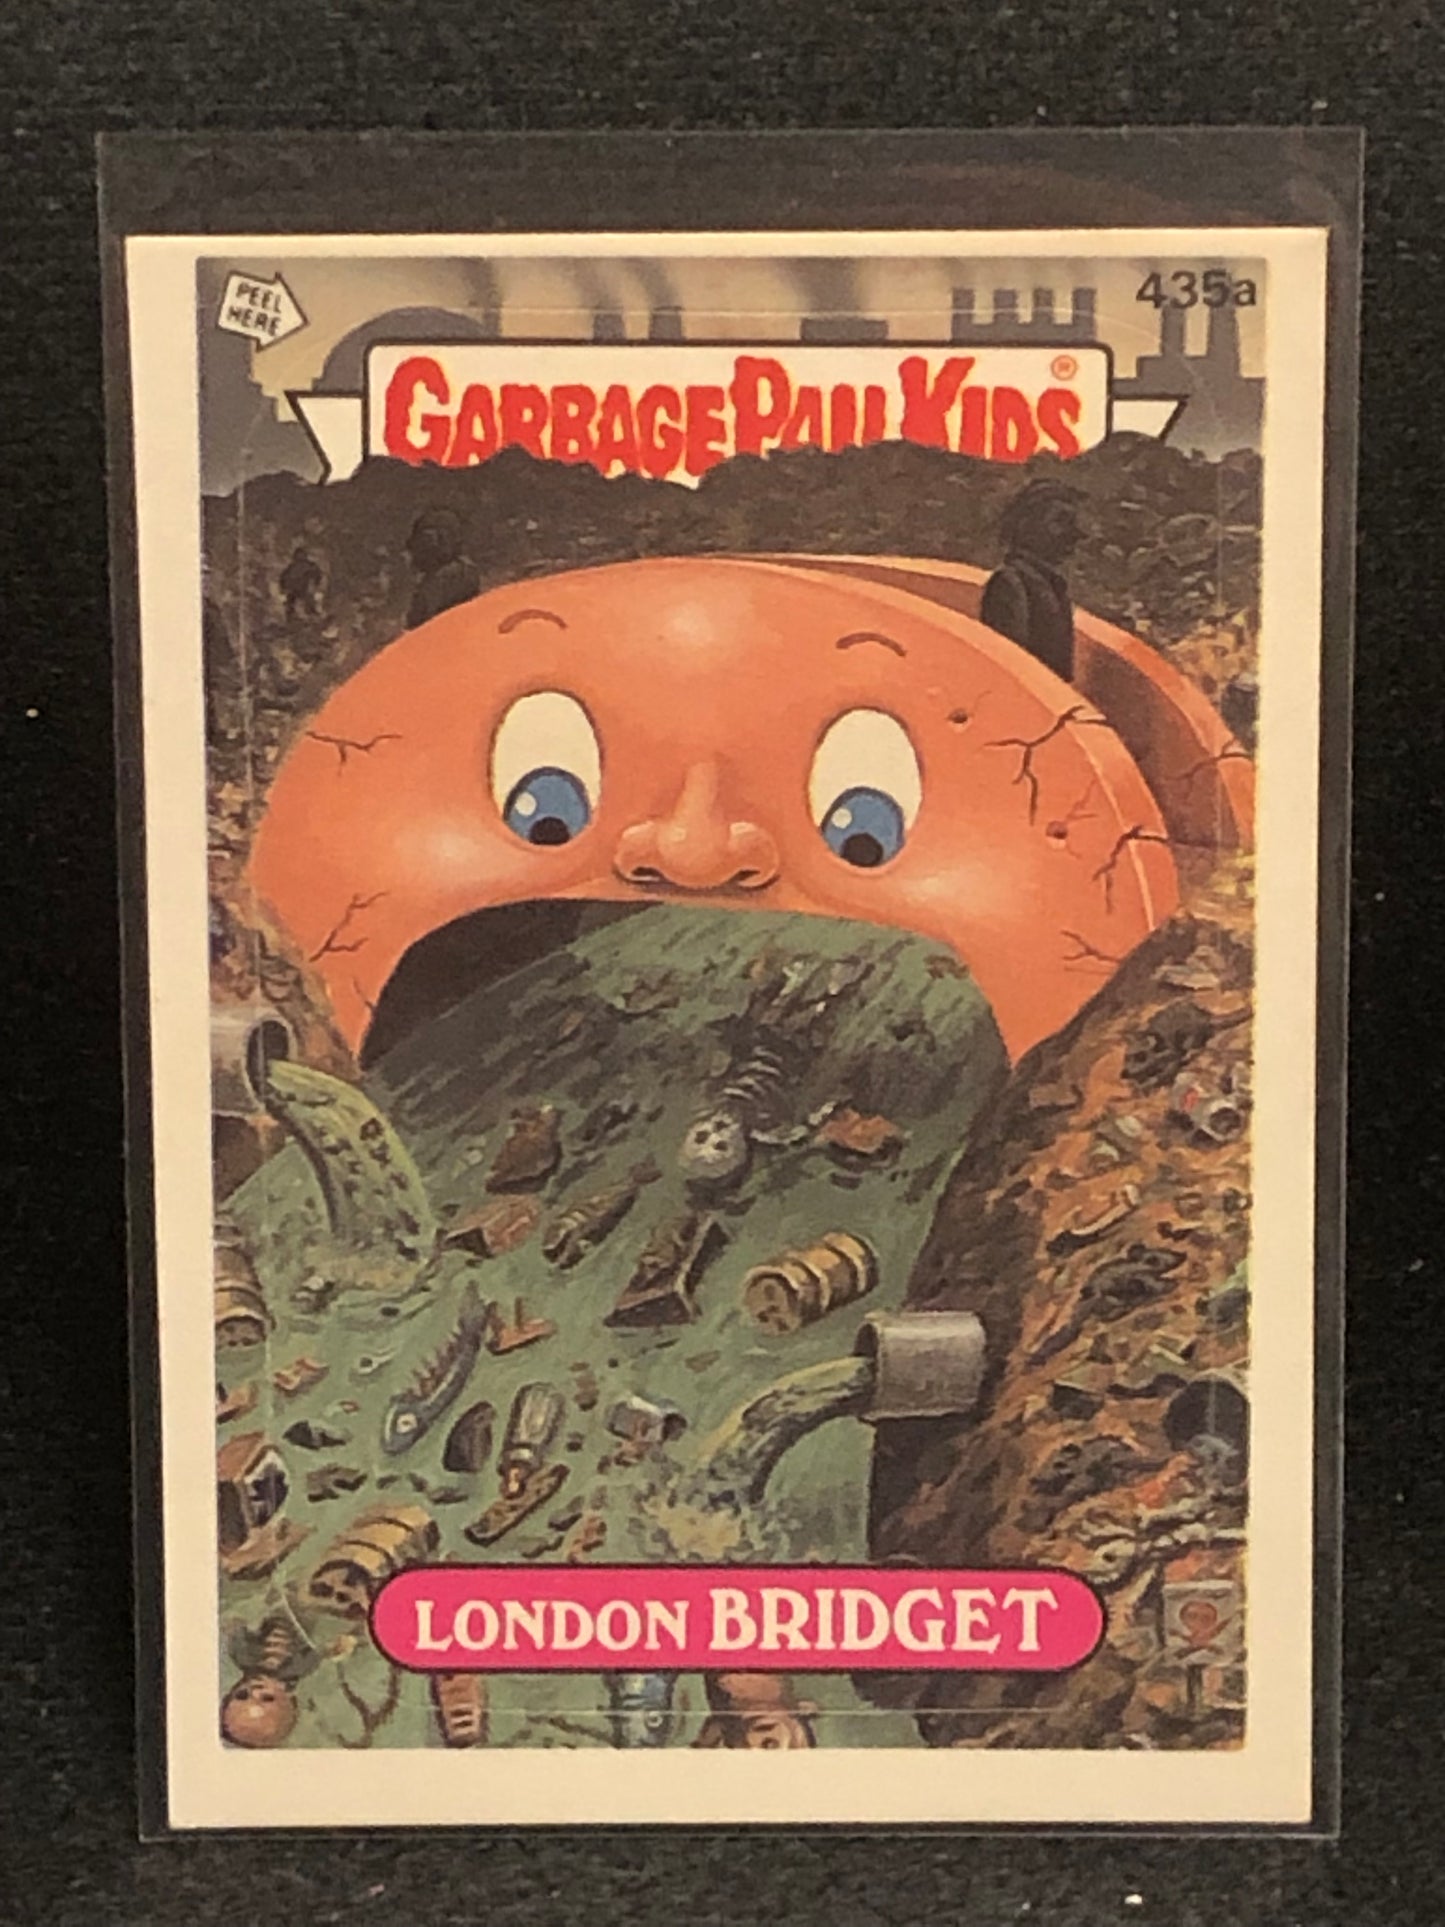 PEEL
HERE
435a
GARBAGE PAIL KIDS®
LONDON BRIDGET